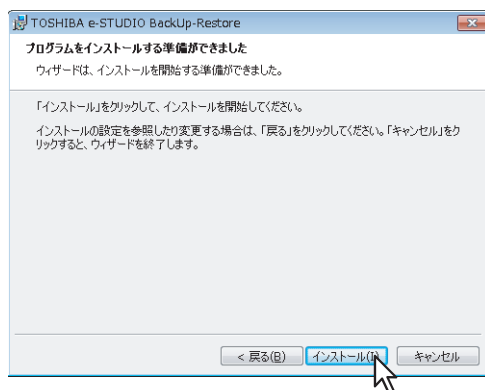 TOSHIBA e-STUDIO BackUp-Restore
プログラムをインストールする準備ができました
ウィザードは、インストールを開始する準備ができました。
「インストール」をクリックして、インストールを開始してください。
インストールの設定を参照したり変更する場合は、「戻る」をクリックしてください。「キャンセル」をク
リックすると、ウィザードを終了します。
< 戻る(B) インストール(I) キャンセル